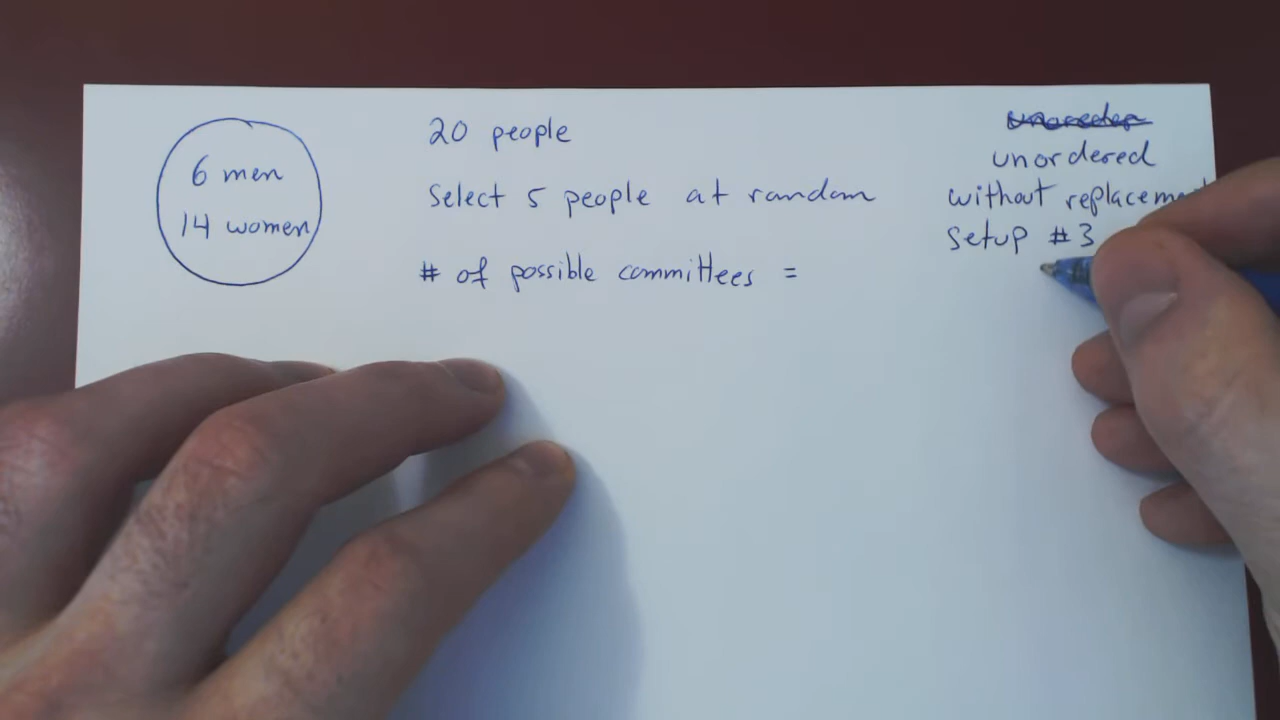 6 men
14 women
20 people
Select 5 people at random
# of possible committees =
unordered
without replacement
setup #3